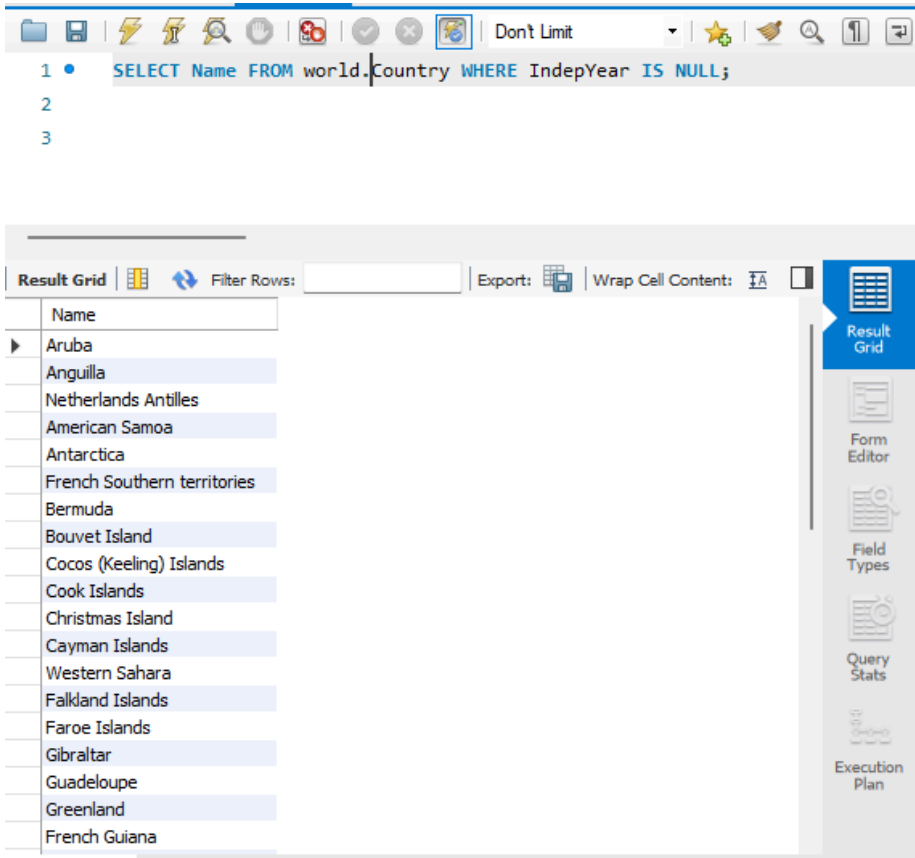 Don't Limit
1 SELECT Name FROM world.Country WHERE IndepYear IS NULL;
2
3
Result Grid Filter Rows: Export: Wrap Cell Content:
Name
Aruba
Anguilla
Netherlands Antilles
American Samoa
Antarctica
French Southern territories
Bermuda
Bouvet Island
Cocos (Keeling) Islands
Cook Islands
Christmas Island
Cayman Islands
Western Sahara
Falkland Islands
Faroe Islands
Gibraltar
Guadeloupe
Greenland
French Guiana
Result
Grid
Form
Editor
Field
Types
Query
Stats
Execution
Plan